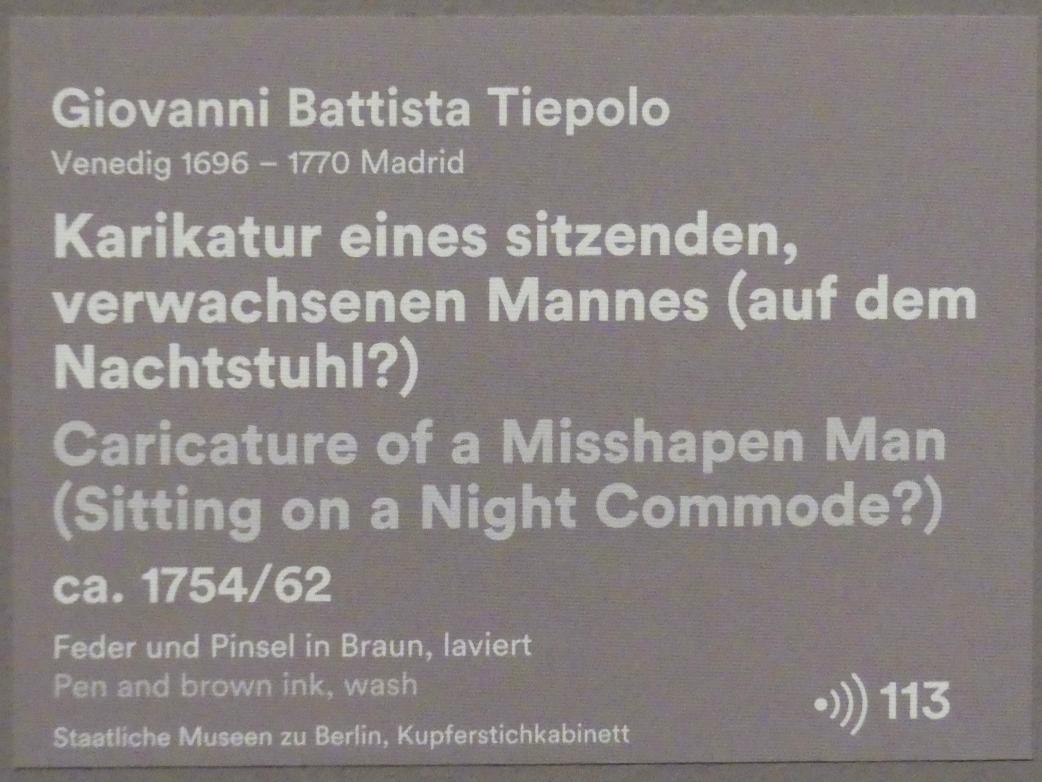 Giovanni Battista Tiepolo
Venedig 1696 – 1770 Madrid
Karikatur eines sitzenden,
verwachsenen Mannes (auf dem
Nachtstuhl?)
Caricature of a Misshapen Man
(Sitting on a Night Commode?)
ca. 1754/62
Feder und Pinsel in Braun, laviert
Pen and brown ink, wash
Staatliche Museen zu Berlin, Kupferstichkabinett
113